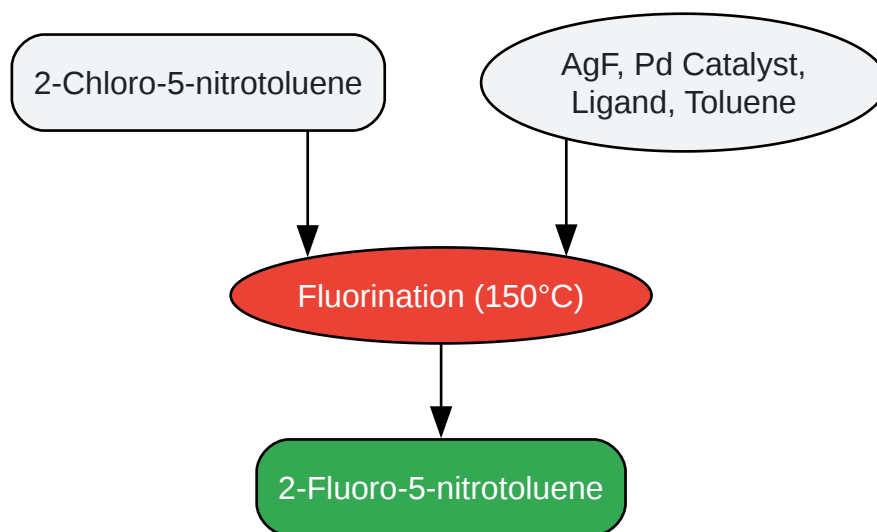 2-Chloro-5-nitrotoluene
AgF, Pd Catalyst,
Ligand, Toluene
Fluorination (150°C)
2-Fluoro-5-nitrotoluene